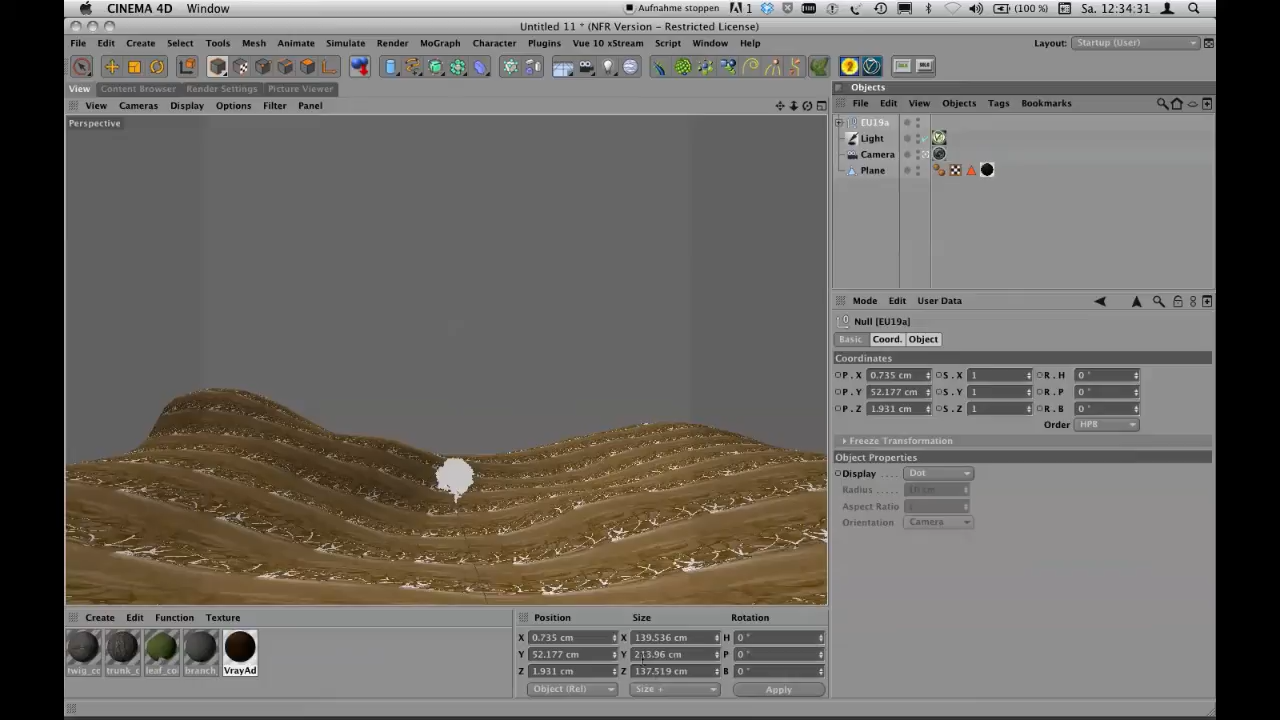 CINEMA 4D Window Aufnahme stoppen 1 (100 %) Sa. 12:34:31
Untitled 11 * (NFR Version - Restricted License)
File Edit Create Select Tools Mesh Animate Simulate Render MoGraph Character Plugins Vue 10 xStream Script Window Help Layout: Startup (User)
View Content Browser Render Settings Picture Viewer
View Cameras Display Options Filter Panel
Perspective
Objects
File Edit View Objects Tags Bookmarks
EU19a
Light
Camera
Plane
Mode Edit User Data
Null [EU19a]
Basic Coord. Object
Coordinates
P . X 0.735 cm S . X 1 R . H 0 °
P . Y 52.177 cm S . Y 1 R . P 0 °
P . Z 1.931 cm S . Z 1 R . B 0 °
Order HPB
Freeze Transformation
Object Properties
Display . . . . Dot
Radius . . . . . 10 cm
Aspect Ratio 1
Orientation Camera
Create Edit Function Texture
twig_cc trunk_c leaf_col branch_ VrayAd
Position Size Rotation
X 0.735 cm X 139.536 cm H 0 °
Y 52.177 cm Y 213.96 cm P 0 °
Z 1.931 cm Z 137.519 cm B 0 °
Object (Rel) Size + Apply